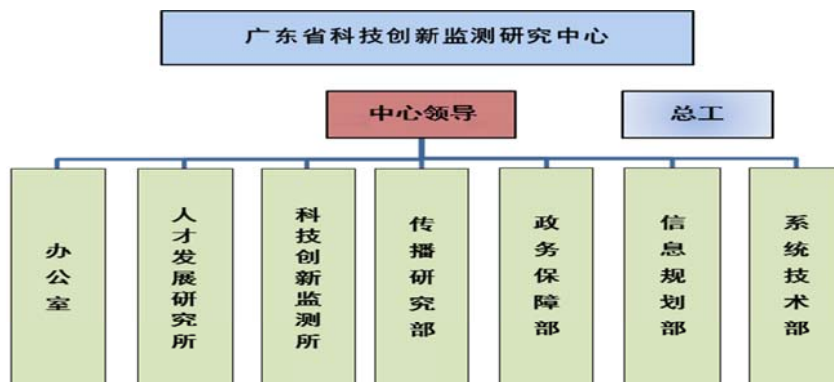 广东省科技创新监测研究中心
中心领导
总工
办公室
人才发展研究所
科技创新监测所
传播研究部
政务保障部
信息规划部
系统技术部